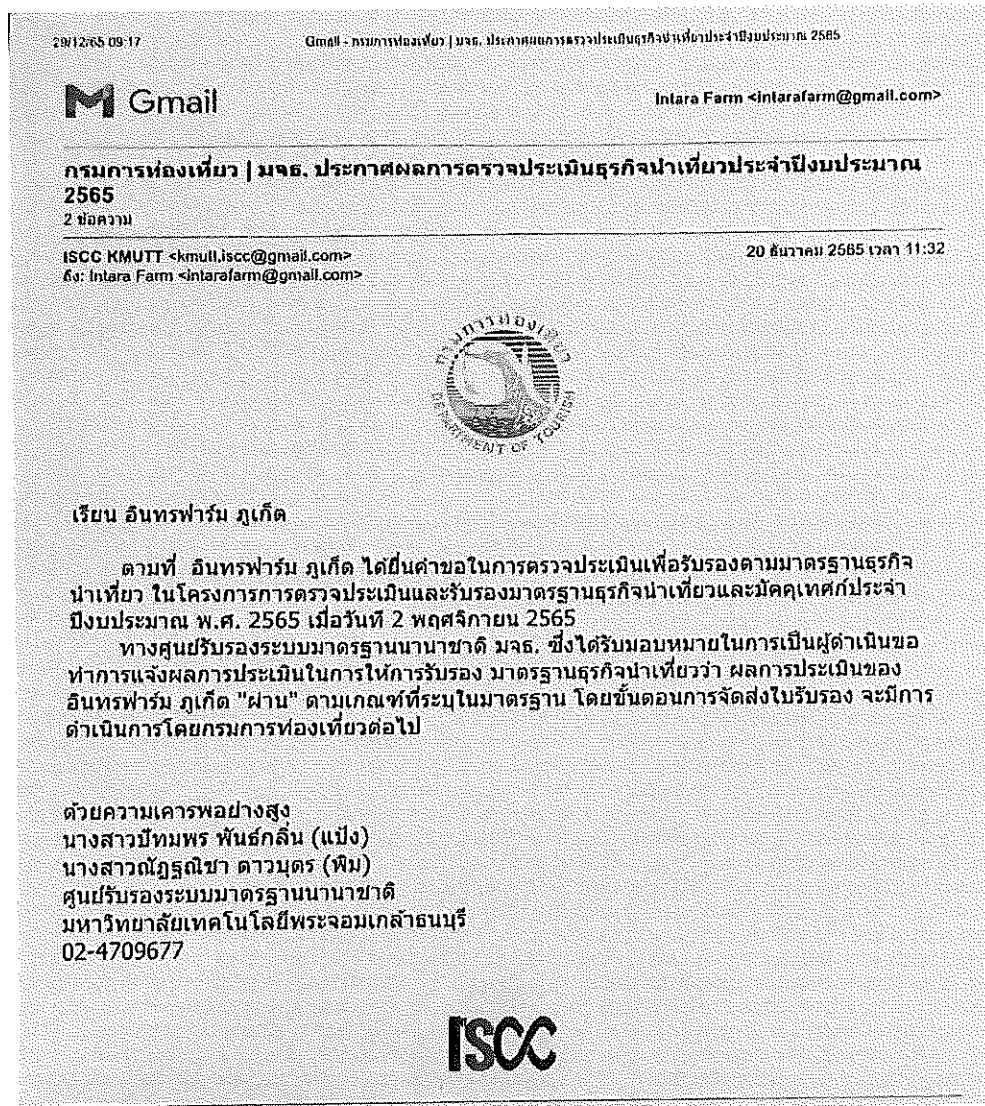 29/12/65 09:17
Gmail - กรมการท่องเที่ยว | มจธ. ประกาศผลการตรวจประเมินธุรกิจนำเที่ยวประจำปีงบประมาณ 2565
Gmail
Intara Farm <intarafarm@gmail.com>
กรมการท่องเที่ยว | มจธ. ประกาศผลการตรวจประเมินธุรกิจนำเที่ยวประจำปีงบประมาณ
2565
2 ข้อความ
ISCC KMUTT <kmutt.iscc@gmail.com>
20 ธันวาคม 2565 เวลา 11:32
ถึง: Intara Farm <intarafarm@gmail.com>
กรมการท่องเที่ยว
DEPARTMENT OF TOURISM
เรียน อินทรฟาร์ม ภูเก็ต
ตามที่ อินทรฟาร์ม ภูเก็ต ได้ยื่นคำขอในการตรวจประเมินเพื่อรับรองตามมาตรฐานธุรกิจ
นำเที่ยว ในโครงการการตรวจประเมินและรับรองมาตรฐานธุรกิจนำเที่ยวและมัคคุเทศก์ประจำ
ปีงบประมาณ พ.ศ. 2565 เมื่อวันที่ 2 พฤศจิกายน 2565
ทางศูนย์รับรองระบบมาตรฐานนานาชาติ มจธ. ซึ่งได้รับมอบหมายในการเป็นผู้ดำเนินขอ
ทำการแจ้งผลการประเมินในการให้การรับรอง มาตรฐานธุรกิจนำเที่ยวว่า ผลการประเมินของ
อินทรฟาร์ม ภูเก็ต "ผ่าน" ตามเกณฑ์ที่ระบุในมาตรฐาน โดยขั้นตอนการจัดส่งใบรับรอง จะมีการ
ดำเนินการโดยกรมการท่องเที่ยวต่อไป
ด้วยความเคารพอย่างสูง
นางสาวปัทมพร พันธ์กลิ่น (แป้ง)
นางสาวณัฏฐณิชา ดาวบุตร (พิม)
ศูนย์รับรองระบบมาตรฐานนานาชาติ
มหาวิทยาลัยเทคโนโลยีพระจอมเกล้าธนบุรี
02-4709677
ISCC